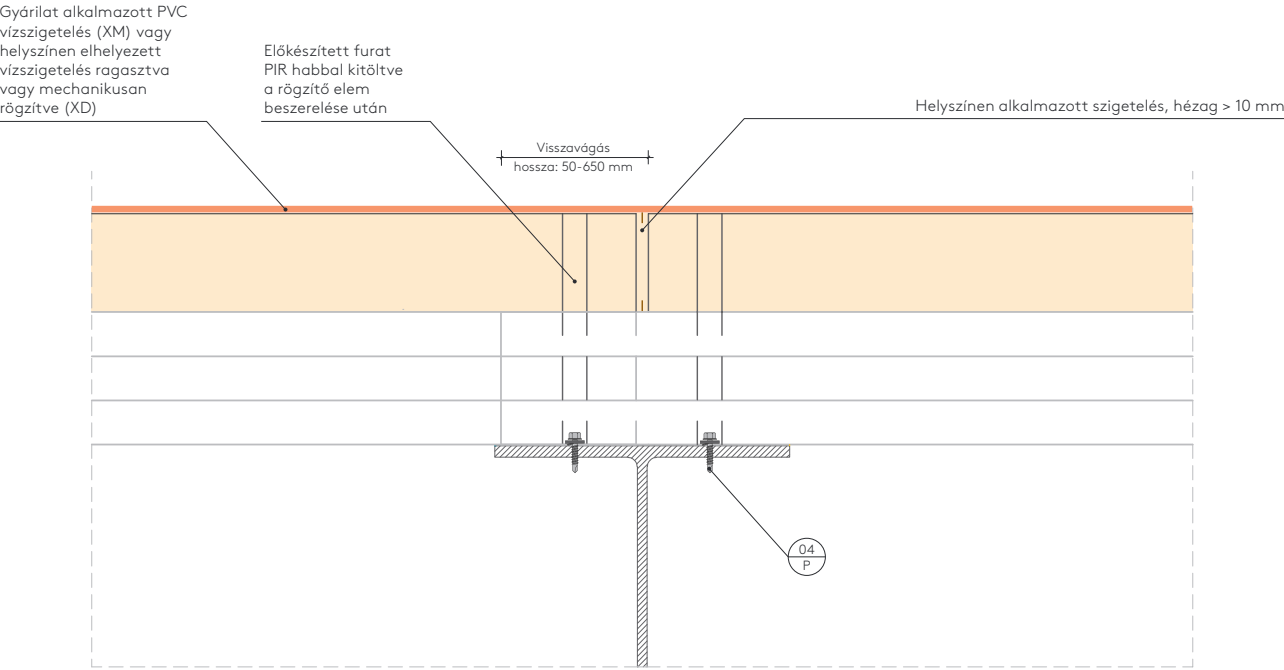 Gyárilat alkalmazott PVC
vízszigetelés (XM) vagy
helyszínen elhelyezett
vízszigetelés ragasztva
vagy mechanikusan
rögzítve (XD)
Előkészített furat
PIR habbal kitöltve
a rögzítő elem
beszerelése után
Helyszínen alkalmazott szigetelés, hézag > 10 mm
Visszavágás
hossza: 50-650 mm
04
P